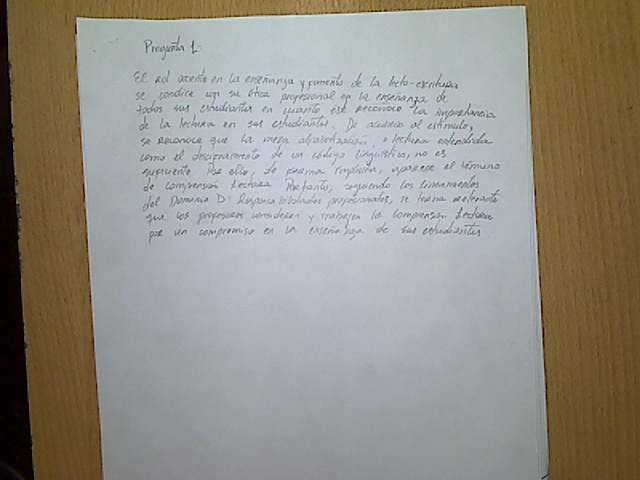 Pregunta 1:
El rol docente en la enseñanza y fomento de la lecto-escritura
se condice con su ética profesional en la enseñanza de
todos sus estudiantes en cuanto este reconoce la importancia
de la lectura en sus estudiantes. De acuerdo al estímulo,
se reconoce que la mera alfabetización, o lectura entendida
como el desciframiento de un código lingüístico, no es
suficiente. Por ello, de forma implícita, aparece el término
de comprensión lectora. Por tanto, siguiendo los lineamientos
del Dominio D: Responsabilidades profesionales, se torna relevante
que los profesores consideren y trabajen la comprensión lectora
por un compromiso en la enseñanza de sus estudiantes